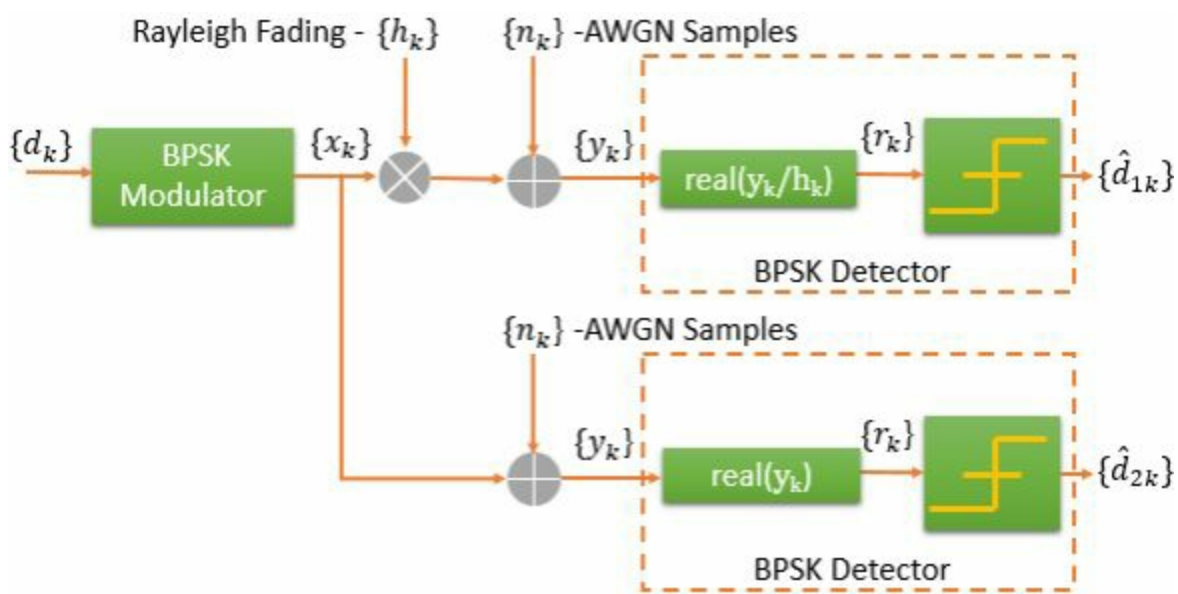 Rayleigh Fading - {h_k}
{n_k} -AWGN Samples
{d_k}
BPSK
Modulator
{x_k}
{y_k}
real(y_k/h_k)
{r_k}
{d̂_1k}
BPSK Detector
{n_k} -AWGN Samples
{y_k}
real(y_k)
{r_k}
{d̂_2k}
BPSK Detector